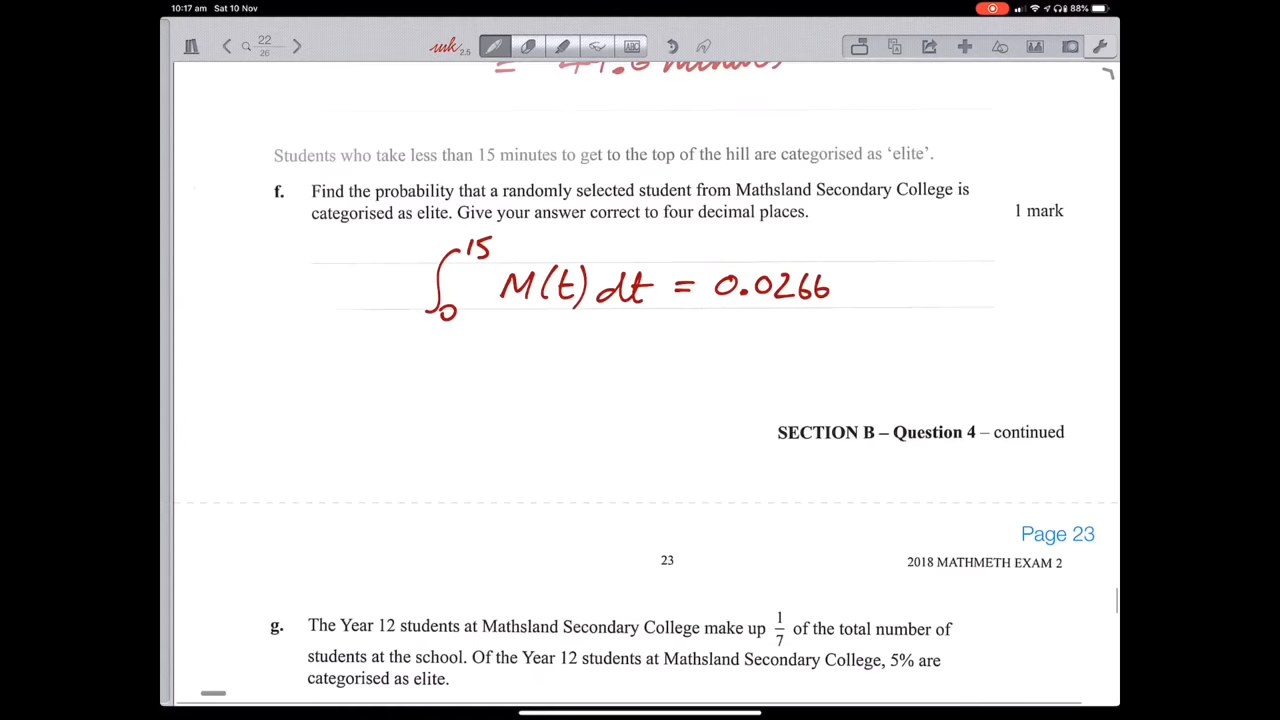 10:17 am Sat 10 Nov
88%
22
26
2.5
ABC
= minutes
Students who take less than 15 minutes to get to the top of the hill are categorised as ‘elite’.
f. Find the probability that a randomly selected student from Mathsland Secondary College is
categorised as elite. Give your answer correct to four decimal places. 1 mark
∫₀¹⁵ M(t) dt = 0.0266
SECTION B – Question 4 – continued
Page 23
23
2018 MATHMETH EXAM 2
g. The Year 12 students at Mathsland Secondary College make up 1/7 of the total number of
students at the school. Of the Year 12 students at Mathsland Secondary College, 5% are
categorised as elite.